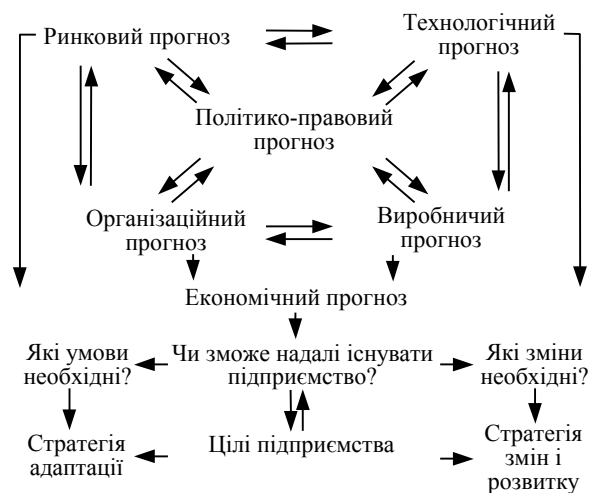 Ринковий прогноз
Технологічний
прогноз
Політико-правовий
прогноз
Організаційний
прогноз
Виробничий
прогноз
Економічний прогноз
Які умови
необхідні?
Чи зможе надалі існувати
підприємство?
Які зміни
необхідні?
Стратегія
адаптації
Цілі підприємства
Стратегія
змін і
розвитку